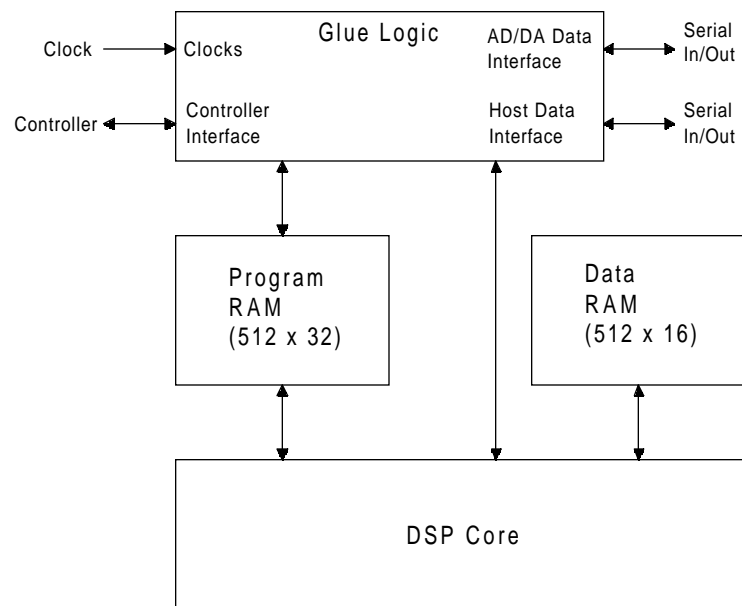 Glue Logic
Clock
Clocks
AD/DA Data
Interface
Serial
In/Out
Controller
Controller
Interface
Host Data
Interface
Serial
In/Out
Program
RAM
(512 x 32)
Data
RAM
(512 x 16)
DSP Core